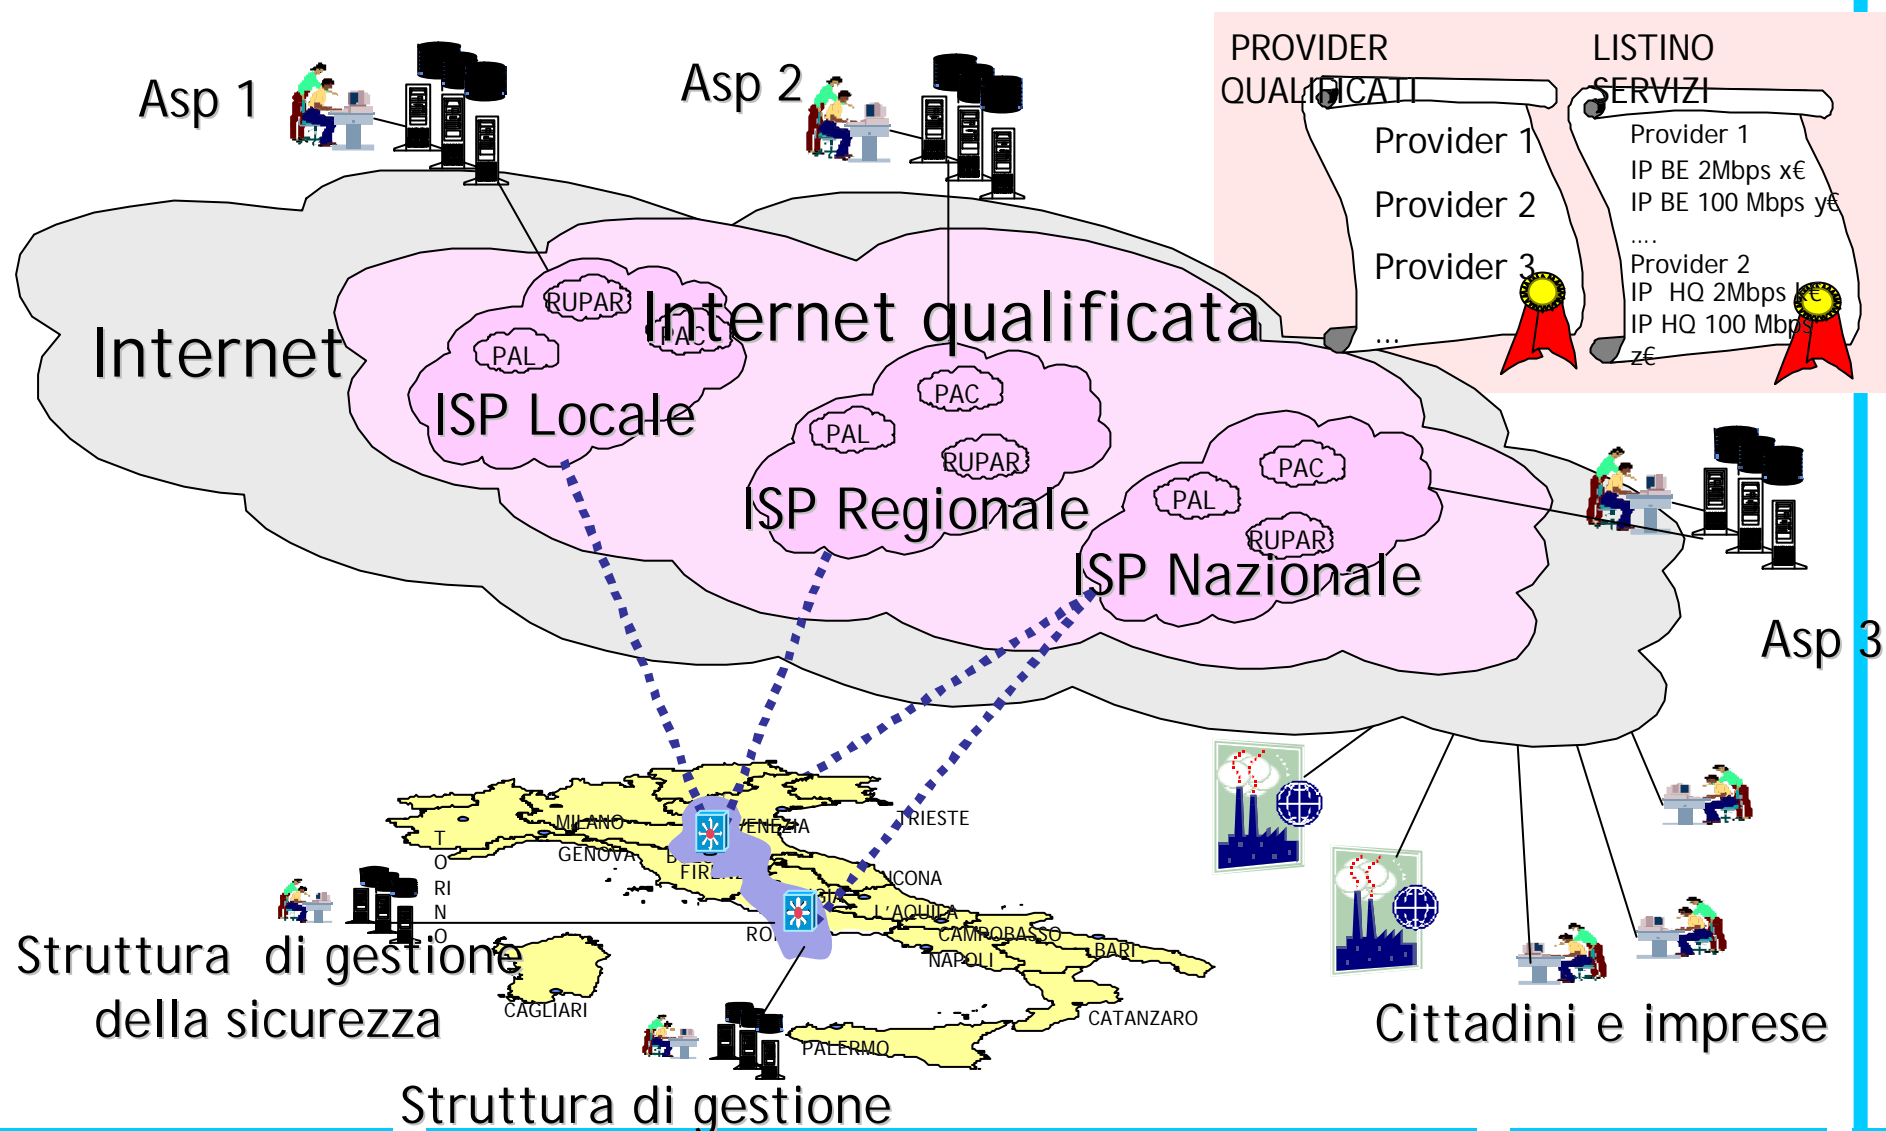 PROVIDER
QUALIFICATI
LISTINO
SERVIZI
Asp 1
Asp 2
Provider 1
Provider 2
Provider 3
...
Provider 1
IP BE 2Mbps x€
IP BE 100 Mbps y€
....
Provider 2
IP HQ 2Mbps k€
IP HQ 100 Mbps
z€
Internet
Internet qualificata
RUPAR
PAC
PAL
ISP Locale
PAC
PAL
RUPAR
ISP Regionale
PAC
PAL
RUPAR
ISP Nazionale
Asp 3
MILANO
VENEZIA
TRIESTE
T
O
RI
N
O
GENOVA
L'AQUILA
CAMPOBASSO
BARI
NAPOLI
CAGLIARI
CATANZARO
PALERMO
Struttura di gestione
della sicurezza
Struttura di gestione
Cittadini e imprese